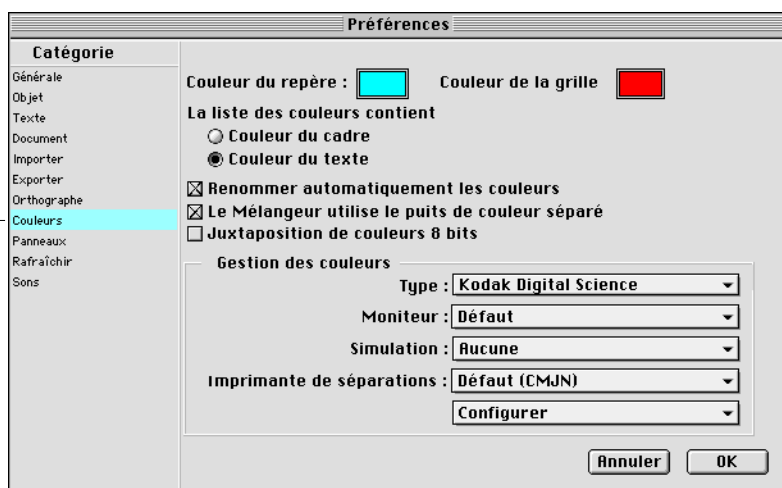 Préférences
Catégorie
Générale
Objet
Texte
Document
Importer
Exporter
Orthographe
Couleurs
Panneaux
Rafraîchir
Sons
Couleur du repère :
Couleur de la grille
La liste des couleurs contient
Couleur du cadre
Couleur du texte
Renommer automatiquement les couleurs
Le Mélangeur utilise le puits de couleur séparé
Juxtaposition de couleurs 8 bits
Gestion des couleurs
Type : Kodak Digital Science
Moniteur : Défaut
Simulation : Aucune
Imprimante de séparations : Défaut (CMJN)
Configurer
Annuler OK